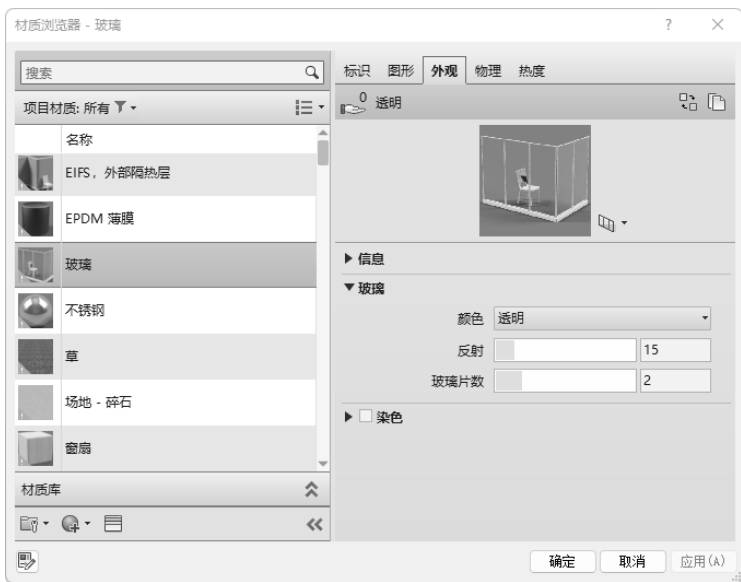 材质浏览器 - 玻璃
?
搜索
项目材质: 所有
名称
EIFS，外部隔热层
EPDM 薄膜
玻璃
不锈钢
草
场地 - 碎石
窗扇
材质库
标识 图形 外观 物理 热度
0 透明
信息
玻璃
颜色 透明
反射 15
玻璃片数 2
染色
确定 取消 应用(A)